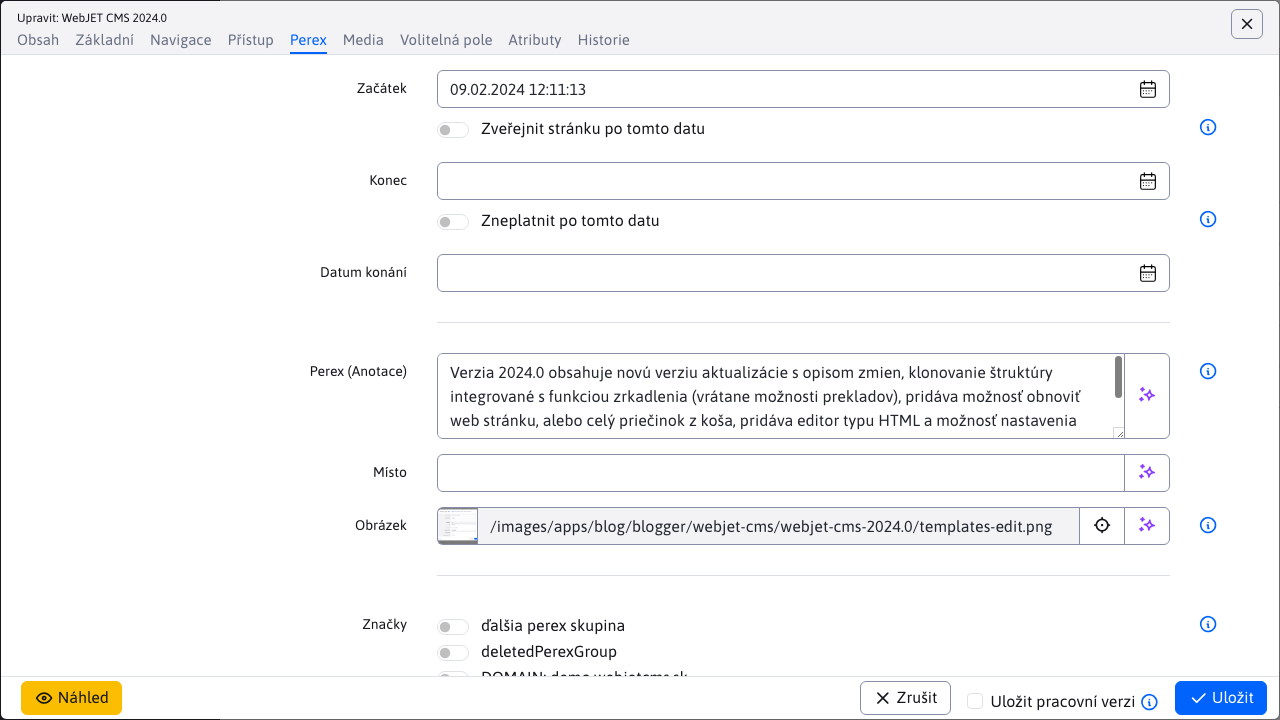 Upravit: WebJET CMS 2024.0
Obsah Základní Navigace Přístup Perex Media Volitelná pole Atributy Historie
Začátek 09.02.2024 12:11:13
Zveřejnit stránku po tomto datu
Konec
Zneplatnit po tomto datu
Datum konání
Perex (Anotace) Verzia 2024.0 obsahuje novú verziu aktualizácie s opisom zmien, klonovanie štruktúry
integrované s funkciou zrkadlenia (vrátane možnosti prekladov), pridáva možnosť obnoviť
web stránku, alebo celý priečinok z koša, pridáva editor typu HTML a možnosť nastavenia
Místo
Obrázek /images/apps/blog/blogger/webjet-cms/webjet-cms-2024.0/templates-edit.png
Značky ďalšia perex skupina
deletedPerexGroup
DOMAIN: demo.webjetcms.sk
Náhled Zrušit Uložit pracovní verzi Uložit